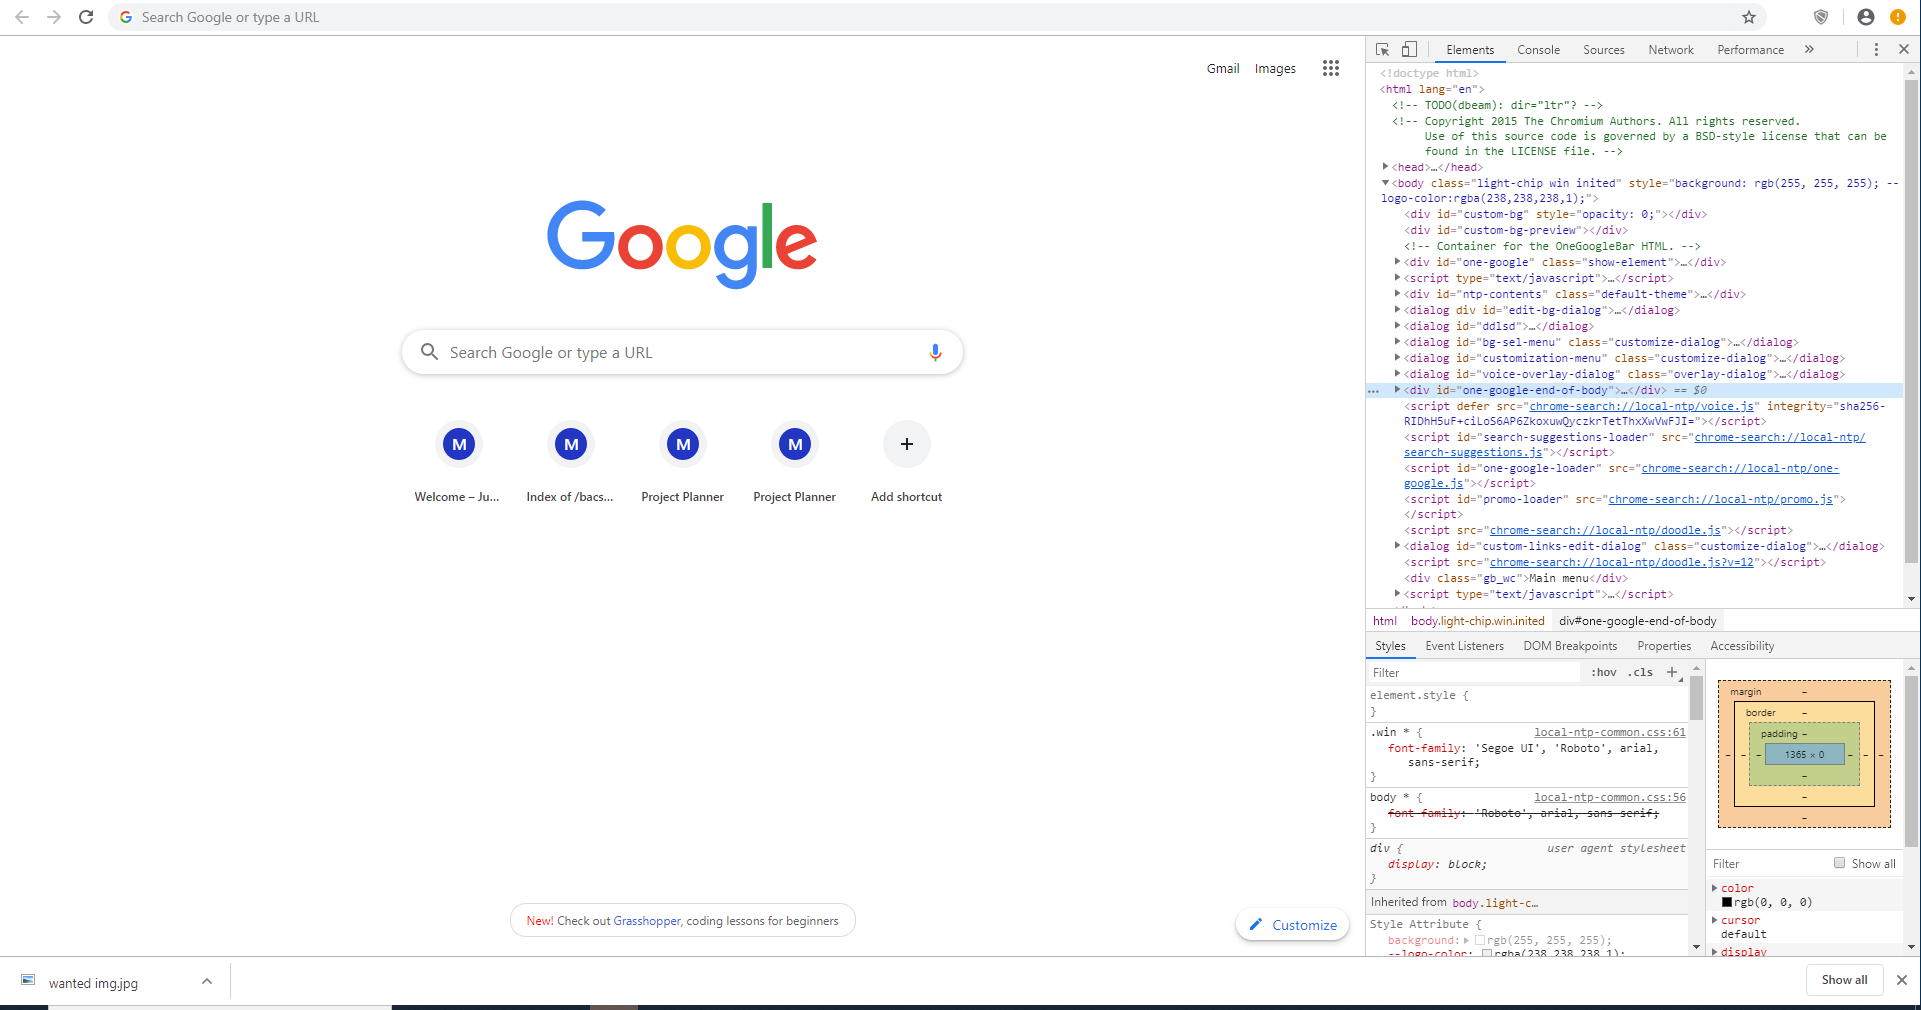 Search Google or type a URL
Gmail Images
Google
Search Google or type a URL
M M M M
Welcome – Ju... Index of /bacs... Project Planner Project Planner Add shortcut
New! Check out Grasshopper, coding lessons for beginners
Customize
Elements Console Sources Network Performance »
<!doctype html>
<html lang="en">
<!-- TODO(dbeam): dir="ltr"? -->
<!-- Copyright 2015 The Chromium Authors. All rights reserved.
Use of this source code is governed by a BSD-style license that can be
found in the LICENSE file. -->
<head>…</head>
<body class="light-chip win inited" style="background: rgb(255, 255, 255); --
logo-color:rgba(238,238,238,1);">
<div id="custom-bg" style="opacity: 0;"></div>
<div id="custom-bg-preview"></div>
<!-- Container for the OneGoogleBar HTML. -->
<div id="one-google" class="show-element">…</div>
<script type="text/javascript">…</script>
<div id="ntp-contents" class="default-theme">…</div>
<dialog div id="edit-bg-dialog">…</dialog>
<dialog id="ddlsd">…</dialog>
<dialog id="bg-sel-menu" class="customize-dialog">…</dialog>
<dialog id="customization-menu" class="customize-dialog">…</dialog>
<dialog id="voice-overlay-dialog" class="overlay-dialog">…</dialog>
… <div id="one-google-end-of-body">…</div> == $0
<script defer src="chrome-search://local-ntp/voice.js" integrity="sha256-
RIDhH5uF+ciLoS6AP6ZkoxuwQyczkrTetThxXwVwFJI="></script>
<script id="search-suggestions-loader" src="chrome-search://local-ntp/
search-suggestions.js"></script>
<script id="one-google-loader" src="chrome-search://local-ntp/one-
google.js"></script>
<script id="promo-loader" src="chrome-search://local-ntp/promo.js">
</script>
<script src="chrome-search://local-ntp/doodle.js"></script>
<dialog id="custom-links-edit-dialog" class="customize-dialog">…</dialog>
<script src="chrome-search://local-ntp/doodle.js?v=12"></script>
<div class="gb_wc">Main menu</div>
<script type="text/javascript">…</script>
html body.light-chip.win.inited div#one-google-end-of-body
Styles Event Listeners DOM Breakpoints Properties Accessibility
Filter :hov .cls +
element.style {
}
.win * { local-ntp-common.css:61
font-family: 'Segoe UI', 'Roboto', arial,
sans-serif;
}
body * { local-ntp-common.css:56
font-family: 'Roboto', arial, sans-serif;
}
div { user agent stylesheet
display: block;
}
Inherited from body.light-c…
Style Attribute {
background: rgb(255, 255, 255);
--logo-color: rgba(238,238,238,1);
margin –
border –
padding –
– – – 1365 × 0 – – –
–
–
–
Filter Show all
color
rgb(0, 0, 0)
cursor
default
display
wanted img.jpg
Show all